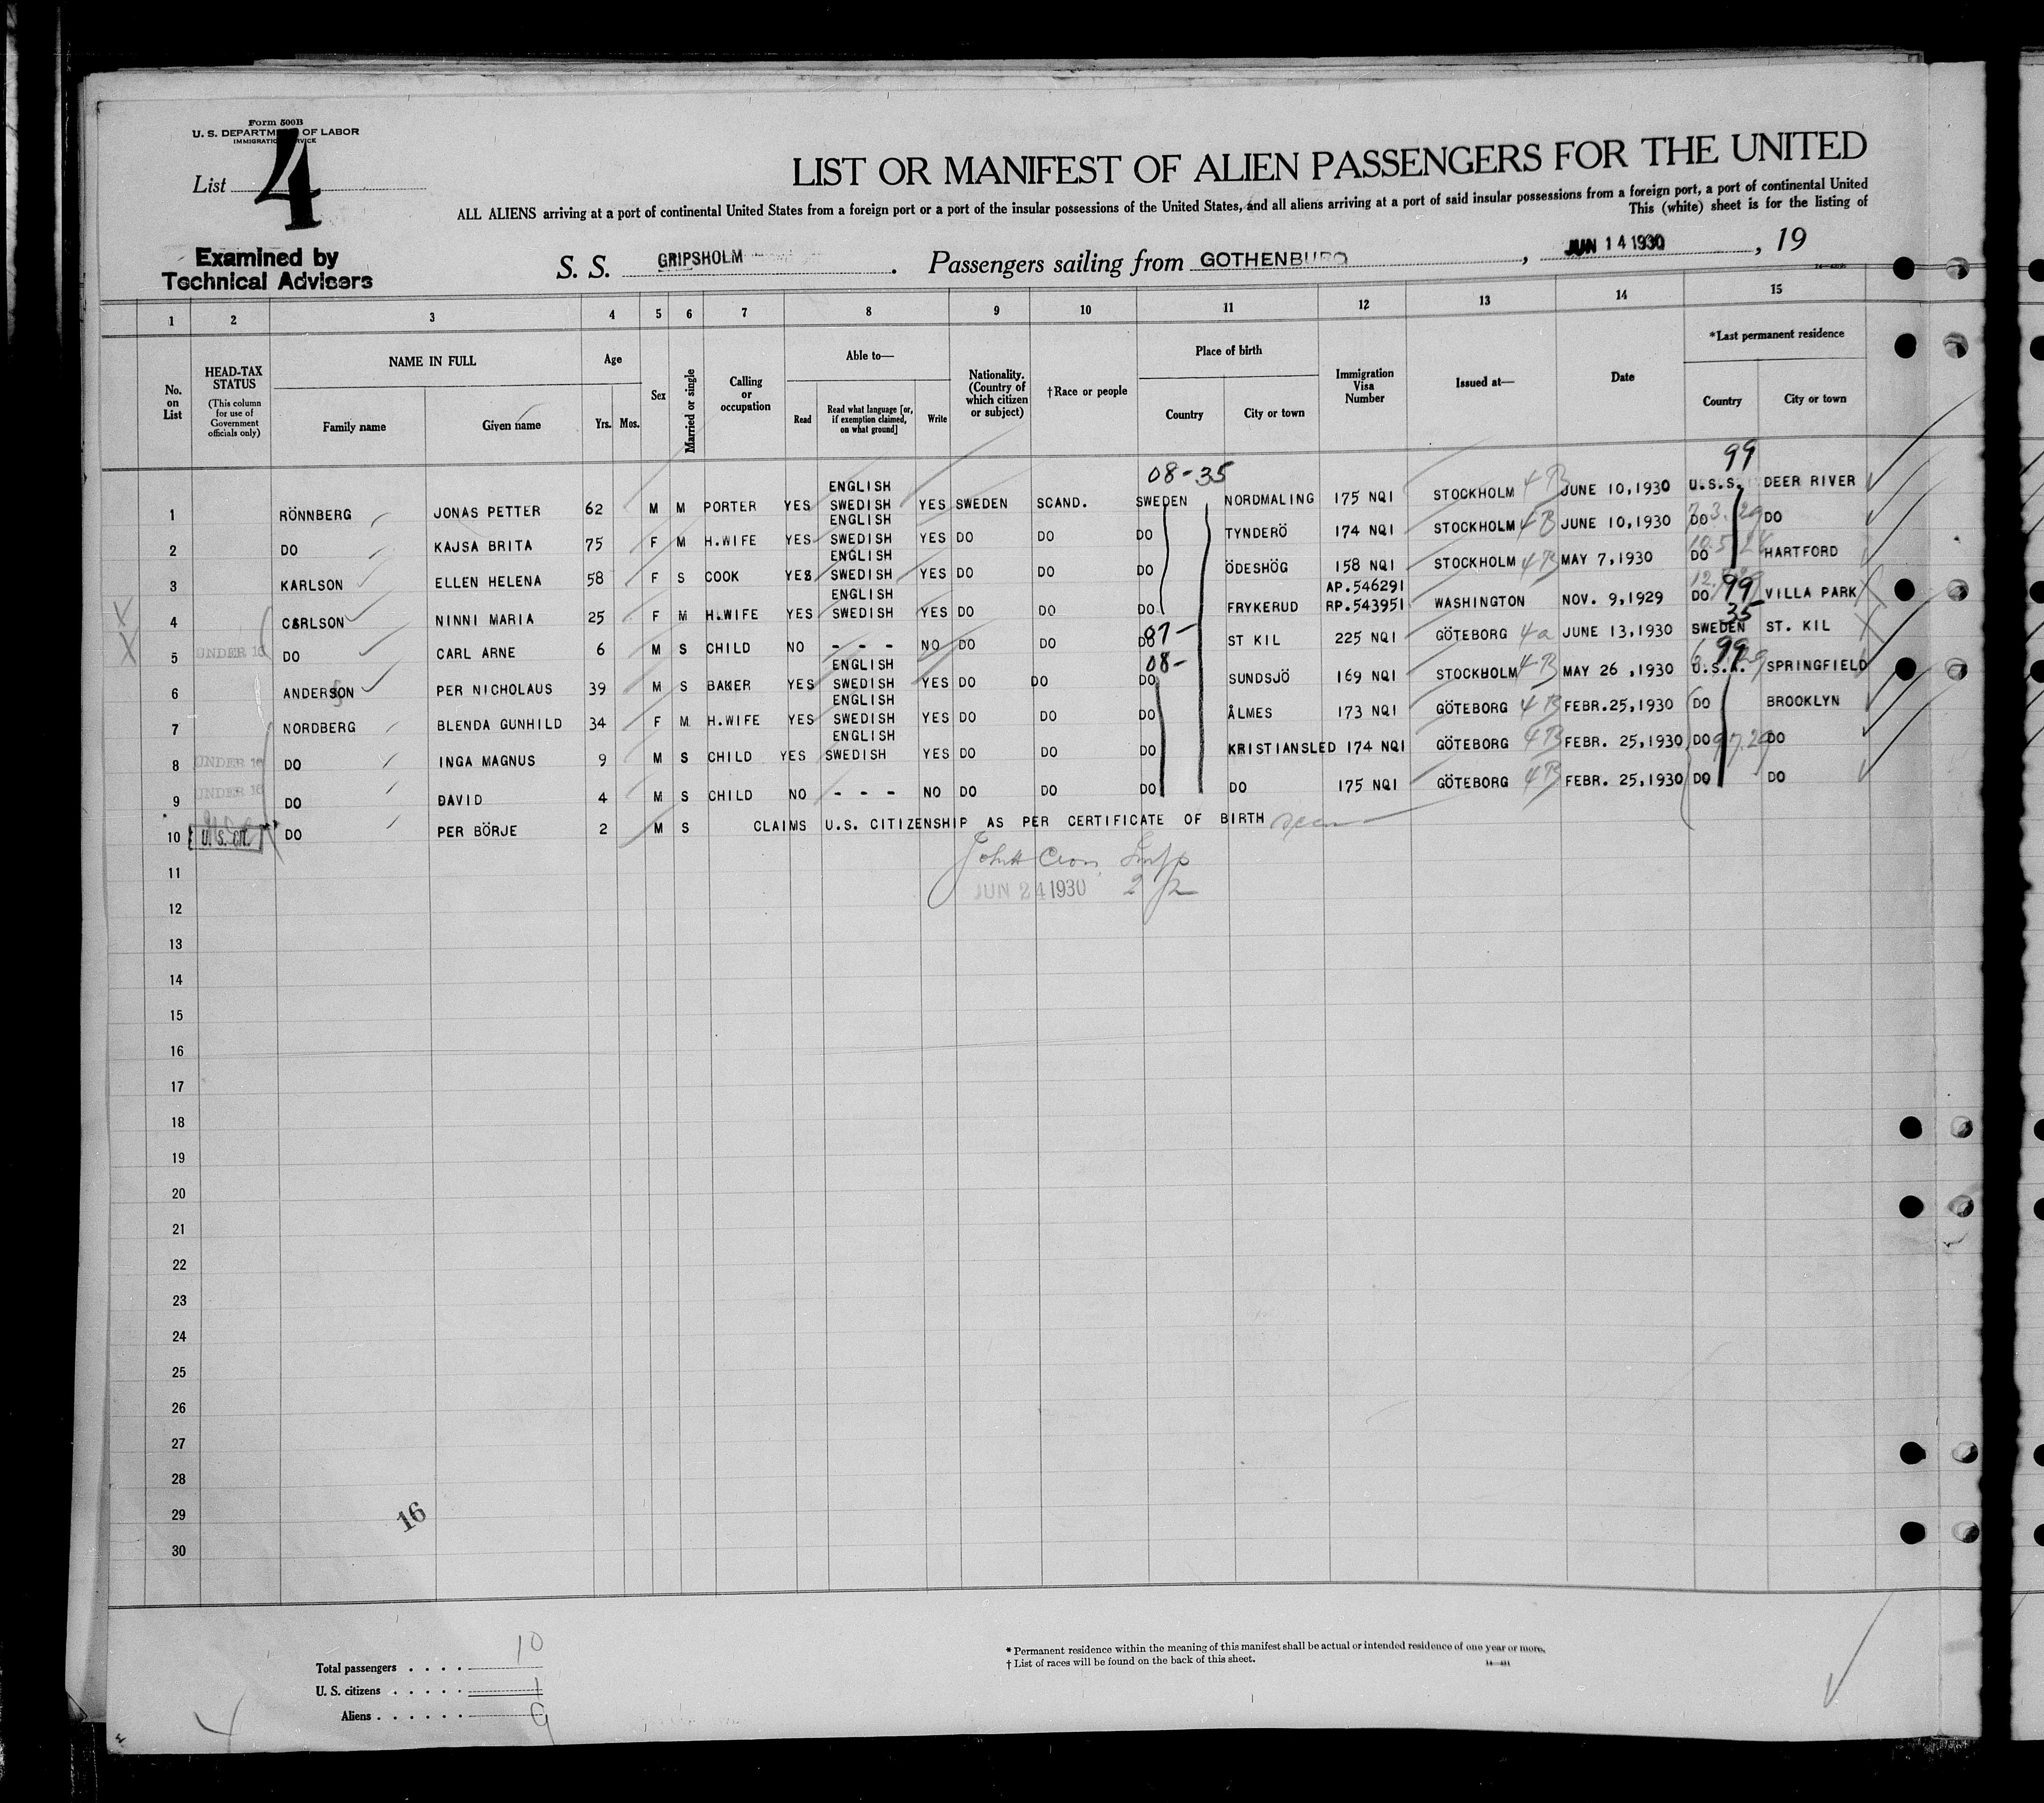 Form 500B
U. S. DEPARTMENT OF LABOR
IMMIGRATION SERVICE
List 4
LIST OR MANIFEST OF ALIEN PASSENGERS FOR THE UNITED
ALL ALIENS arriving at a port of continental United States from a foreign port or a port of the insular possessions of the United States, and all aliens arriving at a port of said insular possessions from a foreign port, a port of continental United
This (white) sheet is for the listing of
Examined by
Technical Advisers
S. S. GRIPSHOLM . Passengers sailing from GOTHENBURG , JUN 14 1930 , 19
1 2 3 4 5 6 7 8 9 10 11 12 13 14 15
No. on List
HEAD-TAX STATUS (This column for use of Government officials only)
NAME IN FULL
Family name Given name
Age
Yrs. Mos.
Sex
Married or single
Calling or occupation
Able to—
Read
Read what language [or, if exemption claimed, on what ground]
Write
Nationality. (Country of which citizen or subject)
†Race or people
Place of birth
Country City or town
Immigration Visa Number
Issued at—
Date
*Last permanent residence
Country City or town
08-35 99
1 RÖNNBERG JONAS PETTER 62 M M PORTER YES ENGLISH SWEDISH YES SWEDEN SCAND. SWEDEN NORDMALING 175 NQI STOCKHOLM 4B JUNE 10,1930 U.S.S. DEER RIVER
2 DO KAJSA BRITA 75 F M H.WIFE YES ENGLISH SWEDISH YES DO DO DO TYNDERÖ 174 NQI STOCKHOLM 4B JUNE 10,1930 DO DO
3 KARLSON ELLEN HELENA 58 F S COOK YES ENGLISH SWEDISH YES DO DO DO ÖDESHÖG 158 NQI STOCKHOLM 4B MAY 7,1930 DO HARTFORD
4 CARLSON NINNI MARIA 25 F M H.WIFE YES ENGLISH SWEDISH YES DO DO DO FRYKERUD AP.546291 RP.543951 WASHINGTON NOV. 9,1929 DO 99 VILLA PARK
5 UNDER 16 DO CARL ARNE 6 M S CHILD NO - - - NO DO DO DO 87- ST KIL 225 NQI GÖTEBORG 4a JUNE 13,1930 SWEDEN 35 ST. KIL
6 ANDERSON PER NICHOLAUS 39 M S BAKER YES ENGLISH SWEDISH YES DO DO DO 08- SUNDSJÖ 169 NQI STOCKHOLM 4B MAY 26 ,1930 U.S.A. 99 SPRINGFIELD
7 NORDBERG BLENDA GUNHILD 34 F M H.WIFE YES ENGLISH SWEDISH YES DO DO DO ÅLMES 173 NQI GÖTEBORG 4B FEBR.25,1930 DO BROOKLYN
8 UNDER 16 DO INGA MAGNUS 9 M S CHILD YES ENGLISH SWEDISH YES DO DO DO KRISTIANSLED 174 NQI GÖTEBORG 4B FEBR. 25,1930 DO DO
9 UNDER 16 DO DAVID 4 M S CHILD NO - - - NO DO DO DO DO 175 NQI GÖTEBORG 4B FEBR. 25,1930 DO DO
10 U. S. CIT. DO PER BÖRJE 2 M S CLAIMS U.S. CITIZENSHIP AS PER CERTIFICATE OF BIRTH
11
JUN 24 1930
12
13
14
15
16
17
18
19
20
21
22
23
24
25
26
27
28
29
16
30
Total passengers . . . . 10
U. S. citizens . . . . . 1
Aliens . . . . . . 9
* Permanent residence within the meaning of this manifest shall be actual or intended residence of one year or more.
† List of races will be found on the back of this sheet.